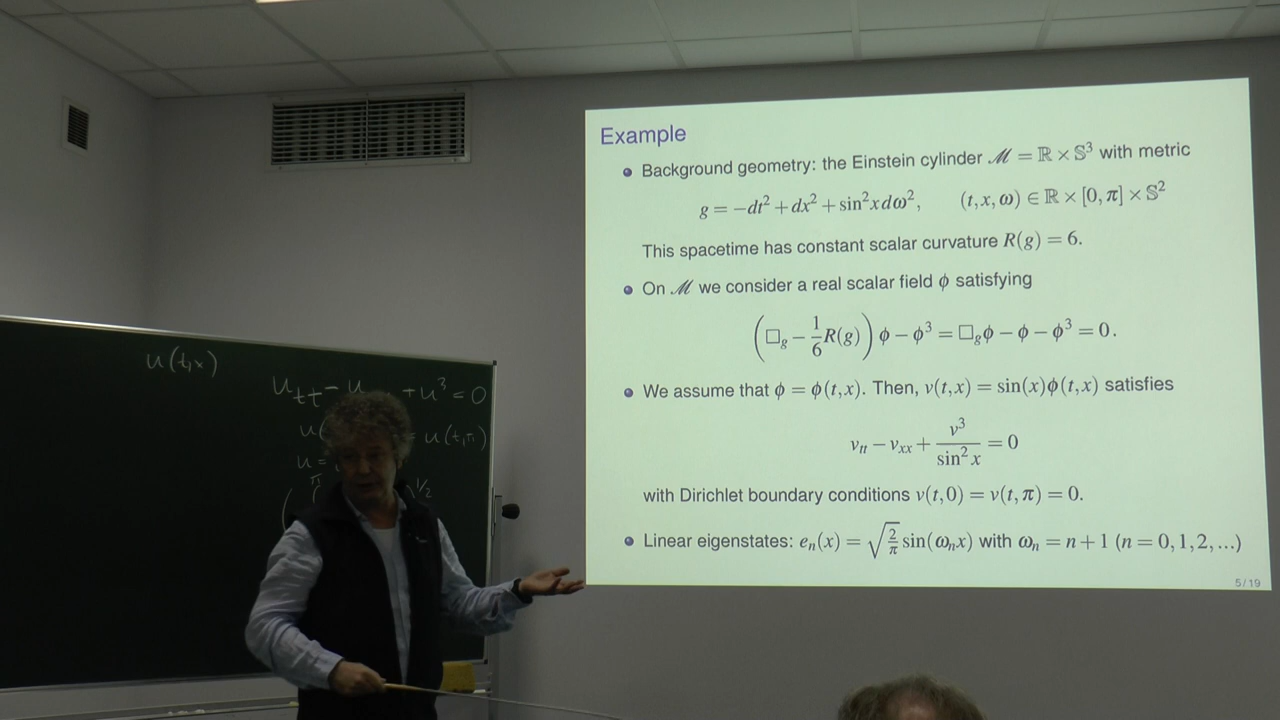 u(t,x)
u_tt − u +u³ = 0
u( = u(t,π)
u =
π
( ( )^1/2
Example
Background geometry: the Einstein cylinder ℳ = ℝ × 𝕊³ with metric
g = −dt² + dx² + sin²x dω², (t,x,ω) ∈ ℝ × [0,π] × 𝕊²
This spacetime has constant scalar curvature R(g) = 6.
On ℳ we consider a real scalar field ϕ satisfying
(□_g − 1/6 R(g)) ϕ − ϕ³ = □_gϕ − ϕ − ϕ³ = 0.
We assume that ϕ = ϕ(t,x). Then, v(t,x) = sin(x)ϕ(t,x) satisfies
v_tt − v_xx + v³/sin²x = 0
with Dirichlet boundary conditions v(t,0) = v(t,π) = 0.
Linear eigenstates: e_n(x) = √(2/π) sin(ω_n x) with ω_n = n + 1 (n = 0,1,2,...)
5/19